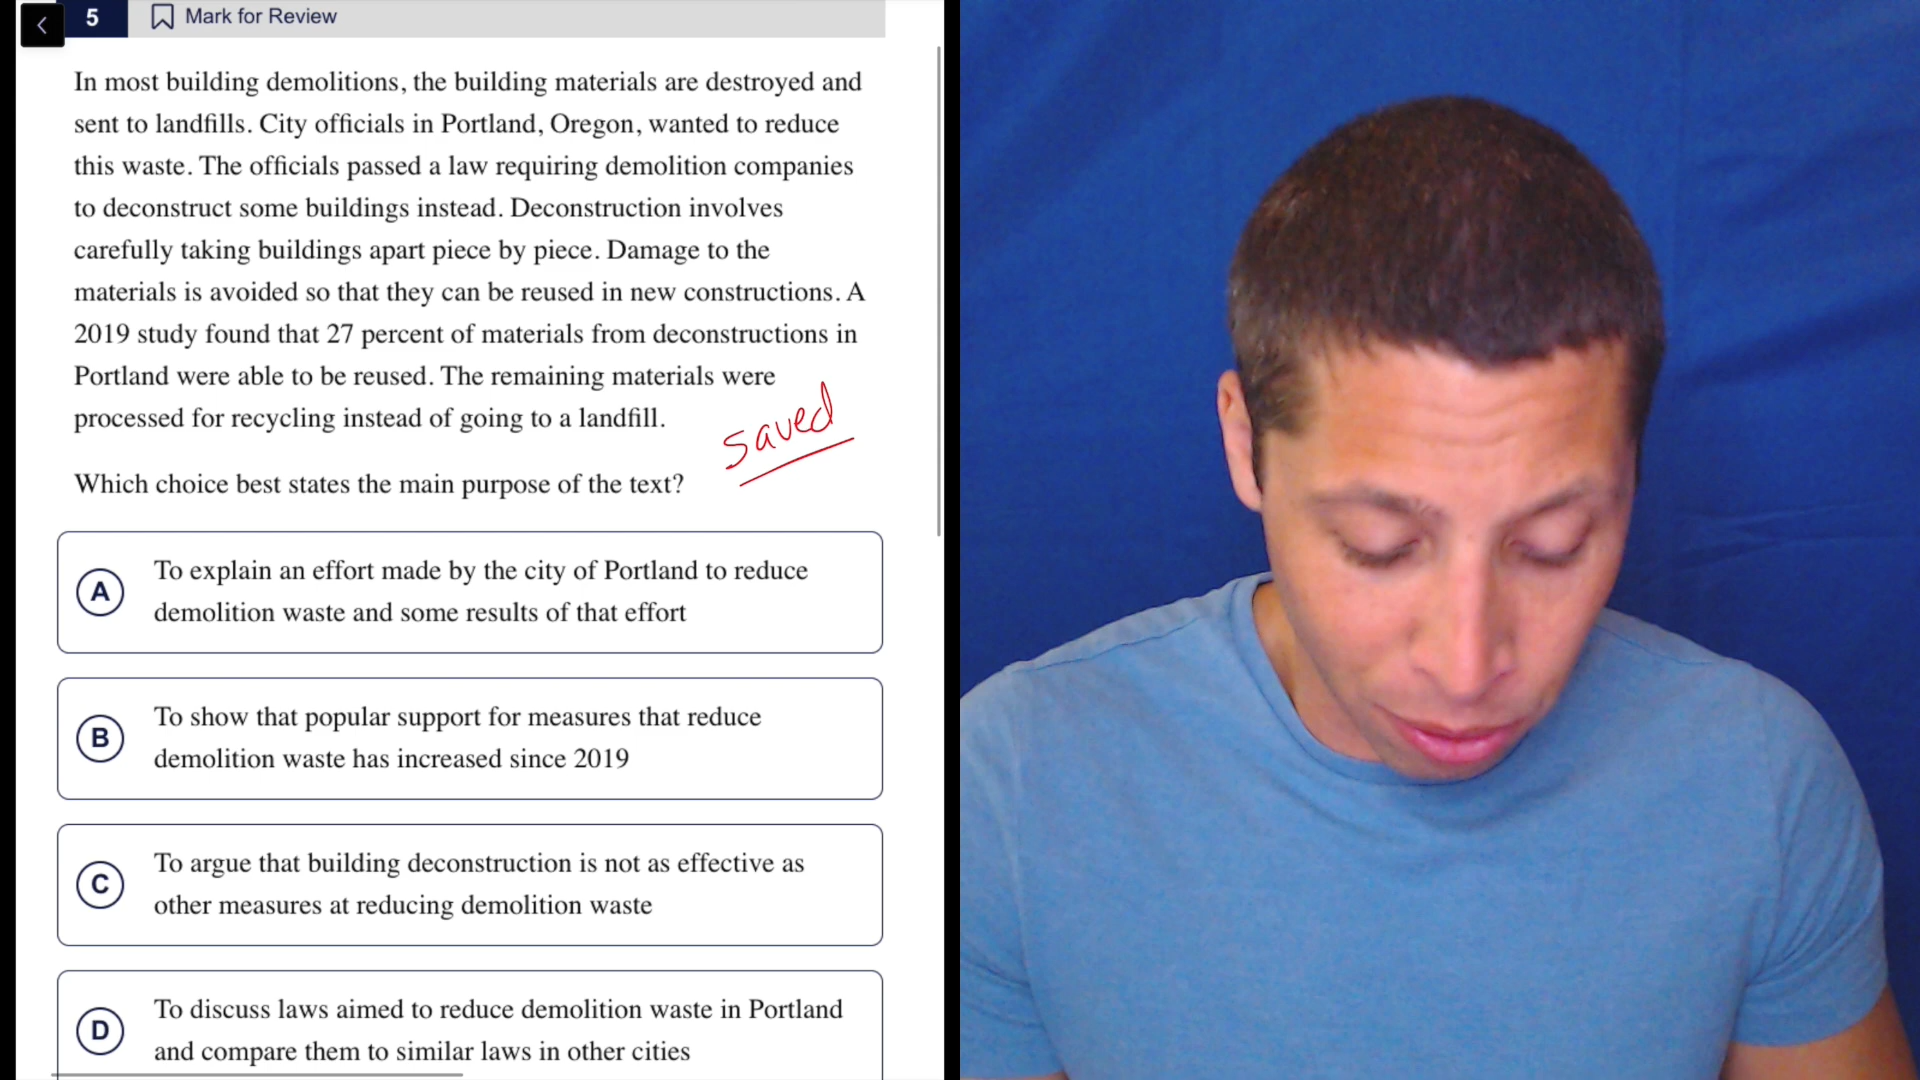 5 Mark for Review
In most building demolitions, the building materials are destroyed and
sent to landfills. City officials in Portland, Oregon, wanted to reduce
this waste. The officials passed a law requiring demolition companies
to deconstruct some buildings instead. Deconstruction involves
carefully taking buildings apart piece by piece. Damage to the
materials is avoided so that they can be reused in new constructions. A
2019 study found that 27 percent of materials from deconstructions in
Portland were able to be reused. The remaining materials were
processed for recycling instead of going to a landfill.
saved
Which choice best states the main purpose of the text?
A To explain an effort made by the city of Portland to reduce
demolition waste and some results of that effort
B To show that popular support for measures that reduce
demolition waste has increased since 2019
C To argue that building deconstruction is not as effective as
other measures at reducing demolition waste
D To discuss laws aimed to reduce demolition waste in Portland
and compare them to similar laws in other cities